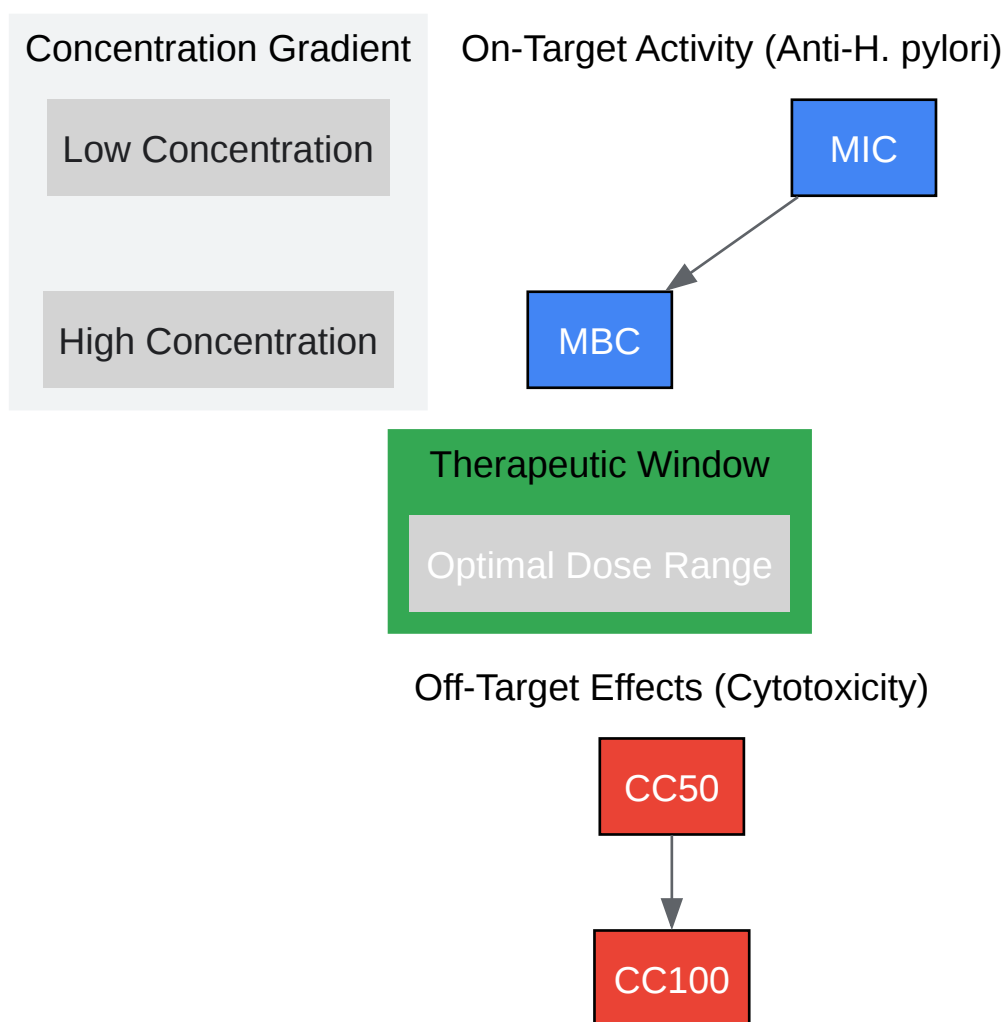 Concentration Gradient
Low Concentration
High Concentration
On-Target Activity (Anti-H. pylori)
MIC
MBC
Therapeutic Window
Optimal Dose Range
Off-Target Effects (Cytotoxicity)
CC50
CC100